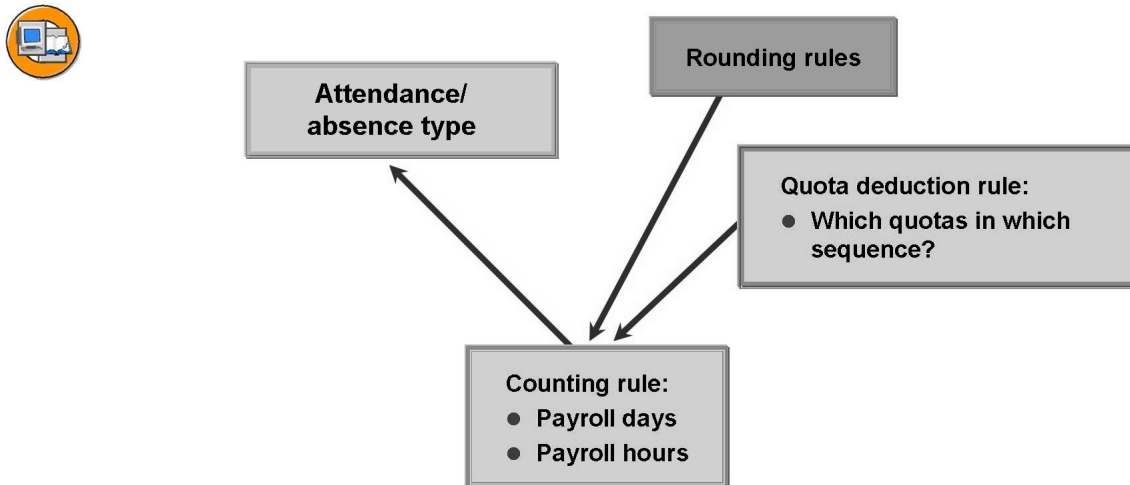 Attendance/
absence type
Rounding rules
Quota deduction rule:
● Which quotas in which
sequence?
Counting rule:
● Payroll days
● Payroll hours